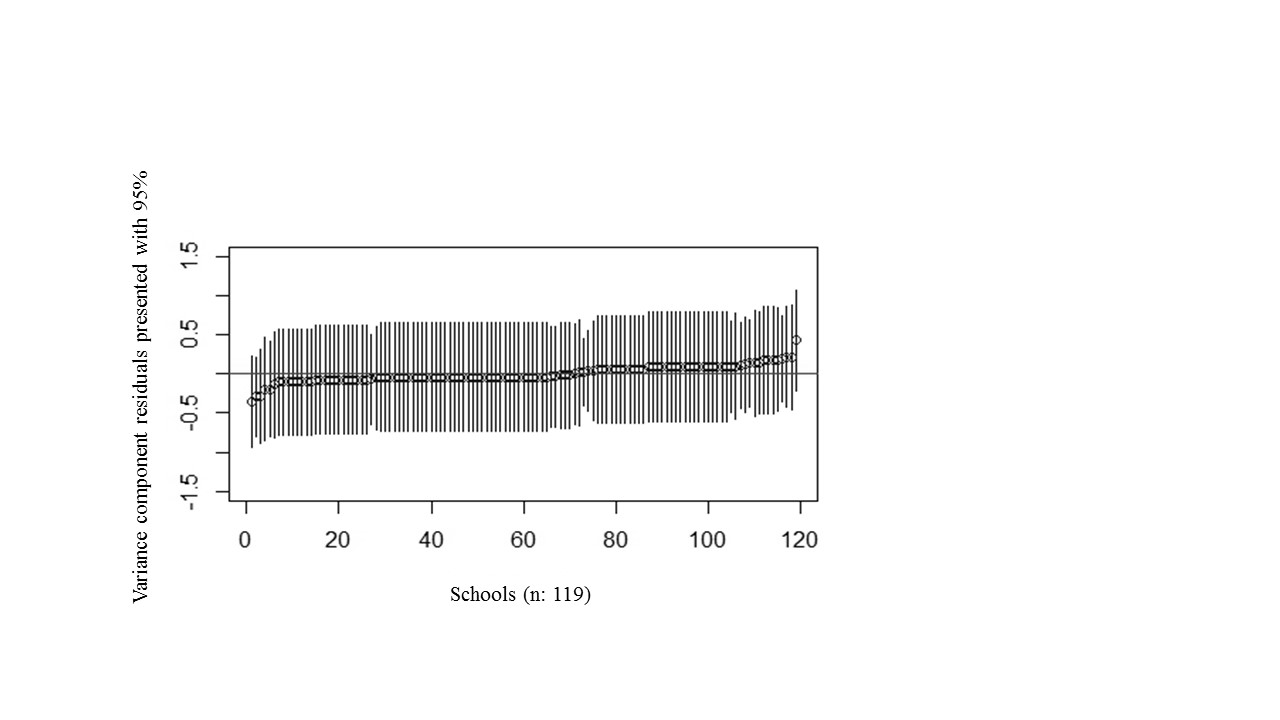 Variance component residuals presented with 95%
1.5
0.5
-0.5
-1.5
0 20 40 60 80 100 120
Schools (n: 119)